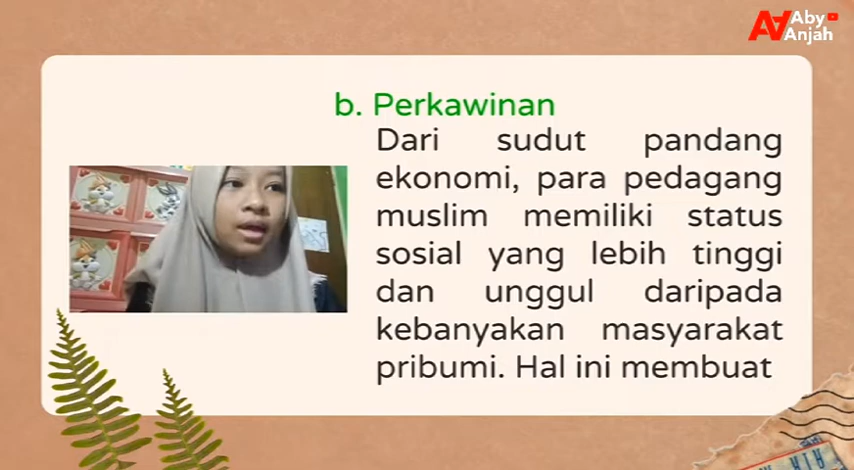 Aby
Anjah
b. Perkawinan
Dari sudut pandang
ekonomi, para pedagang
muslim memiliki status
sosial yang lebih tinggi
dan unggul daripada
kebanyakan masyarakat
pribumi. Hal ini membuat